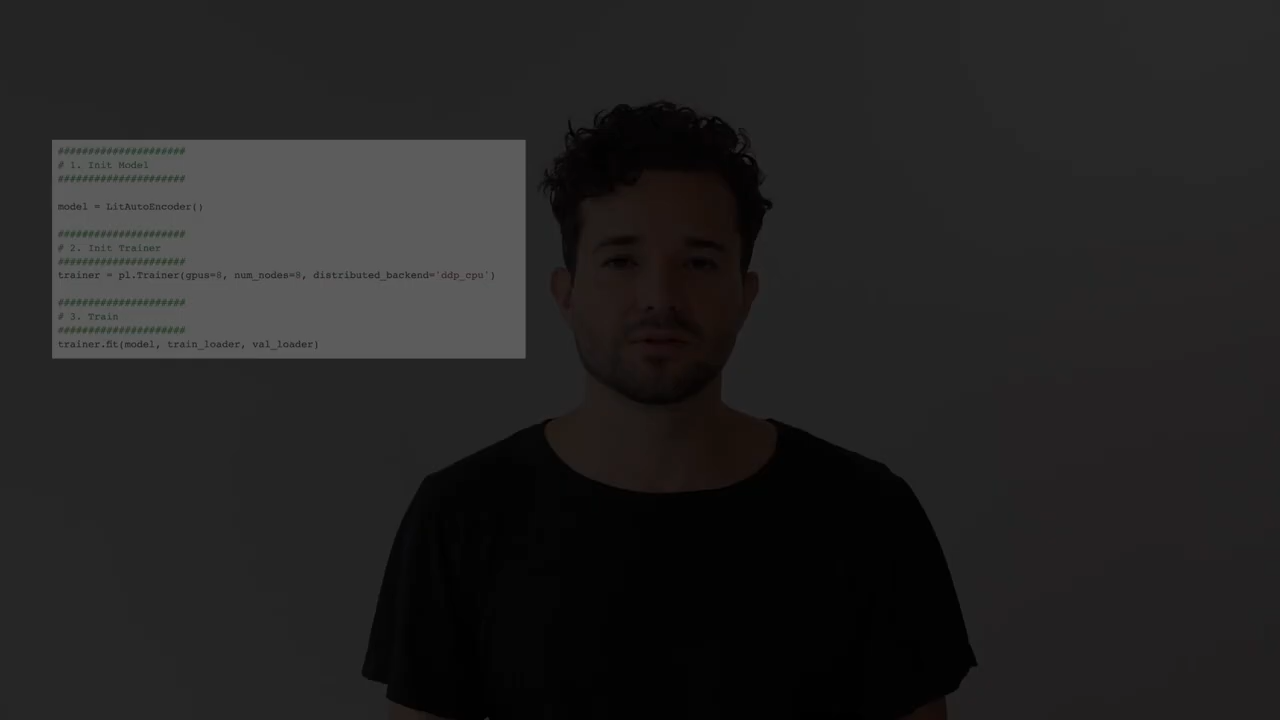 #####################
# 1. Init Model
#####################
model = LitAutoEncoder()
#####################
# 2. Init Trainer
#####################
trainer = pl.Trainer(gpus=8, num_nodes=8, distributed_backend='ddp_cpu')
#####################
# 3. Train
#####################
trainer.fit(model, train_loader, val_loader)